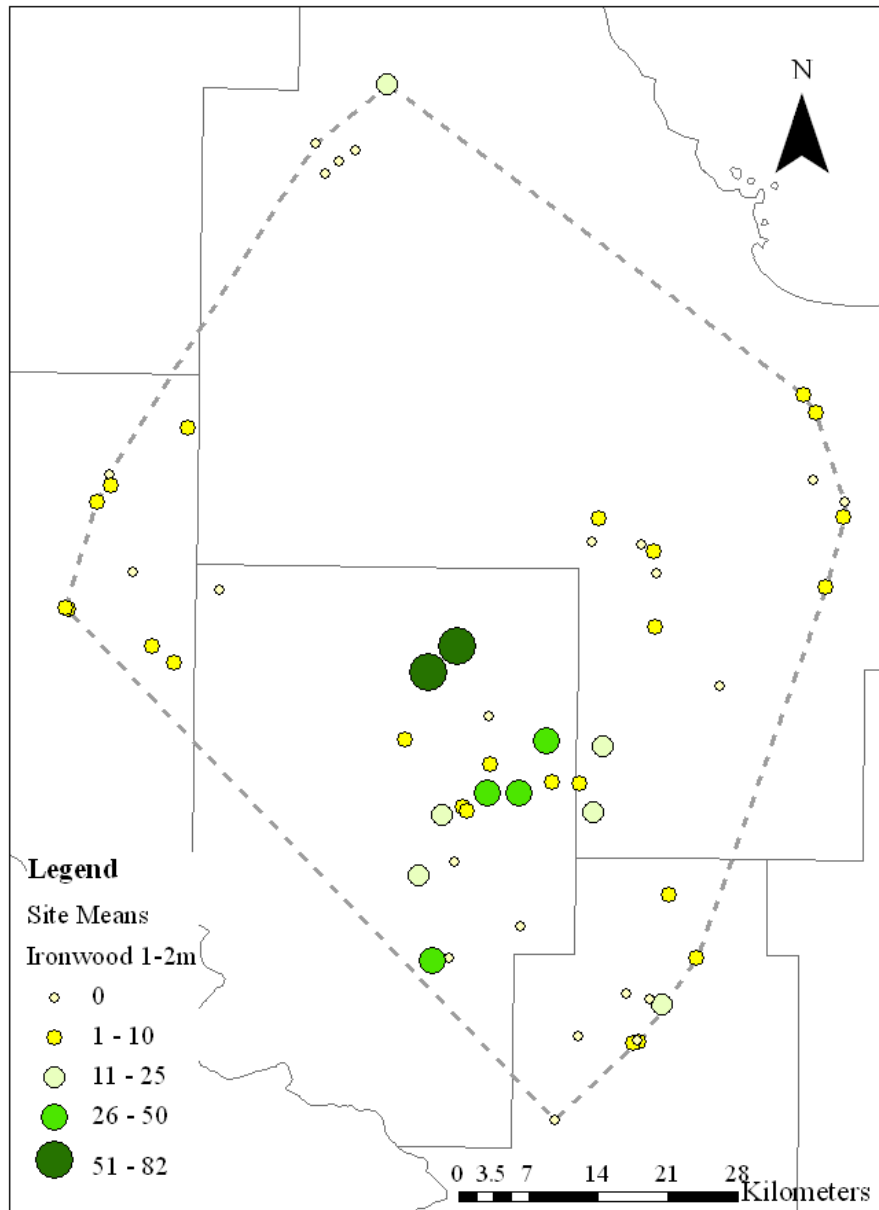 N
Legend
Site Means
Ironwood 1-2m
0
1 - 10
11 - 25
26 - 50
51 - 82
0 3.5 7 14 21 28
Kilometers